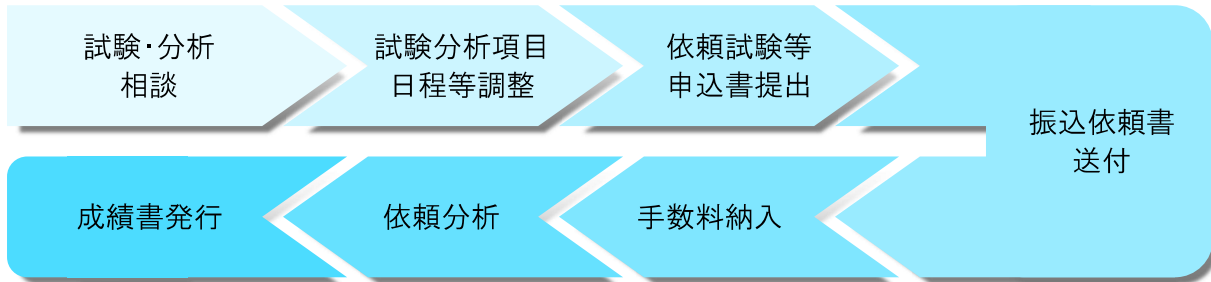 試験･分析
相談
試験分析項目
日程等調整
依頼試験等
申込書提出
振込依頼書
送付
手数料納入
依頼分析
成績書発行